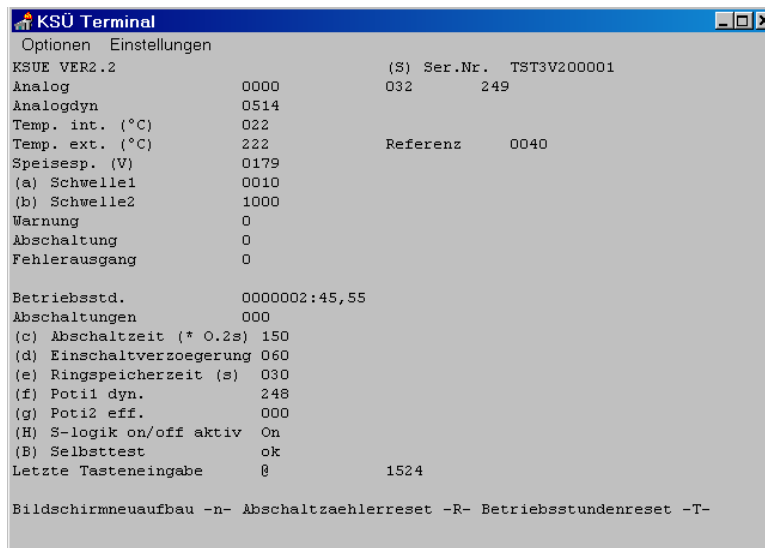 KSÜ Terminal
Optionen Einstellungen
KSUE VER2.2 (S) Ser.Nr. TST3V200001
Analog 0000 032 249
Analogdyn 0514
Temp. int. (°C) 022
Temp. ext. (°C) 222 Referenz 0040
Speisesp. (V) 0179
(a) Schwelle1 0010
(b) Schwelle2 1000
Warnung 0
Abschaltung 0
Fehlerausgang 0
Betriebsstd. 0000002:45,55
Abschaltungen 000
(c) Abschaltzeit (* 0.2s) 150
(d) Einschaltverzoegerung 060
(e) Ringspeicherzeit (s) 030
(f) Poti1 dyn. 248
(g) Poti2 eff. 000
(H) S-logik on/off aktiv On
(B) Selbsttest ok
Letzte Tasteneingabe @ 1524
Bildschirmneuaufbau -n- Abschaltzaehlerreset -R- Betriebsstundenreset -T-